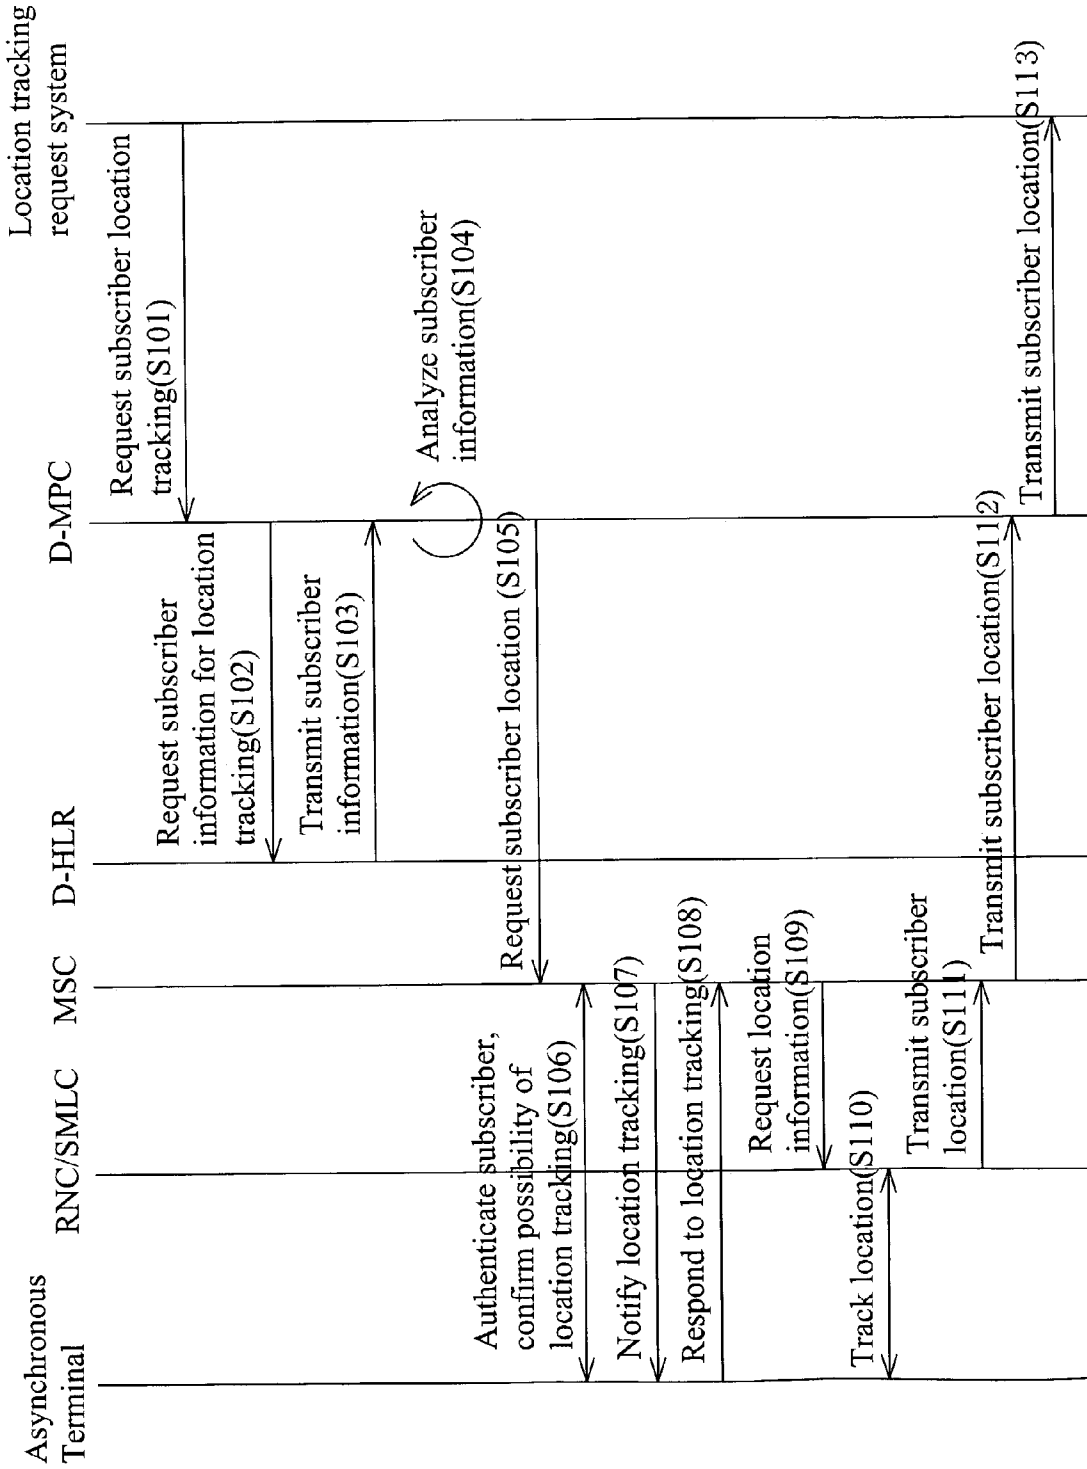 Asynchronous
Terminal
RNC/SMLC
MSC
D-HLR
D-MPC
Location tracking
request system
Request subscriber location
tracking(S101)
Request subscriber
information for location
tracking(S102)
Transmit subscriber
information(S103)
Analyze subscriber
information(S104)
Request subscriber location (S105)
Authenticate subscriber,
confirm possibility of
location tracking(S106)
Notify location tracking(S107)
Respond to location tracking(S108)
Request location
information(S109)
Track location(S110)
Transmit subscriber
location(S111)
Transmit subscriber location(S112)
Transmit subscriber location(S113)